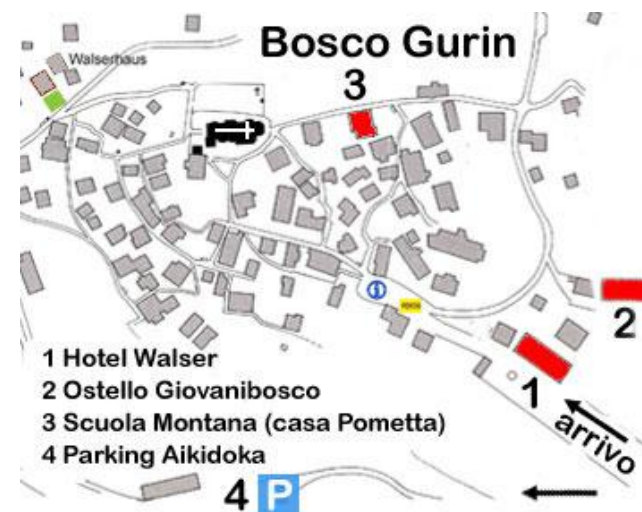 Bosco Gurin
Walserhaus
3
2
1 Hotel Walser
2 Ostello Giovanibosco
3 Scuola Montana (casa Pometta)
4 Parking Aikidoka
1
arrivo
4 P